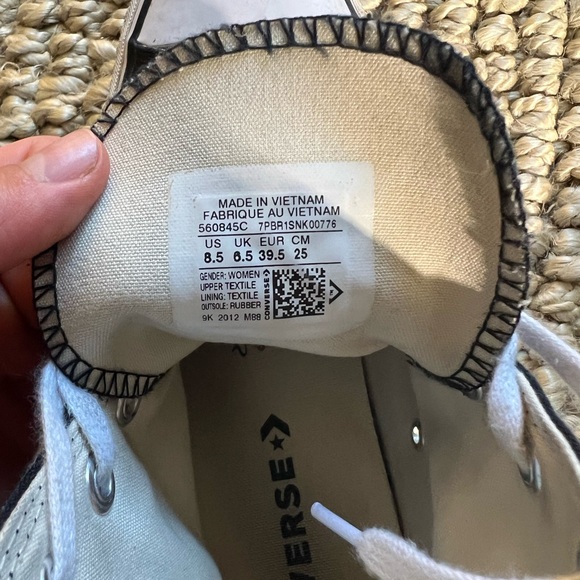 MADE IN VIETNAM
FABRIQUE AU VIETNAM
560845C 7PBR1SNK00776
US UK EUR CM
8.5 6.5 39.5 25
GENDER: WOMEN
UPPER TEXTILE
LINING: TEXTILE
OUTSOLE: RUBBER
9K 2012 M88
CONVERSE
VERSE